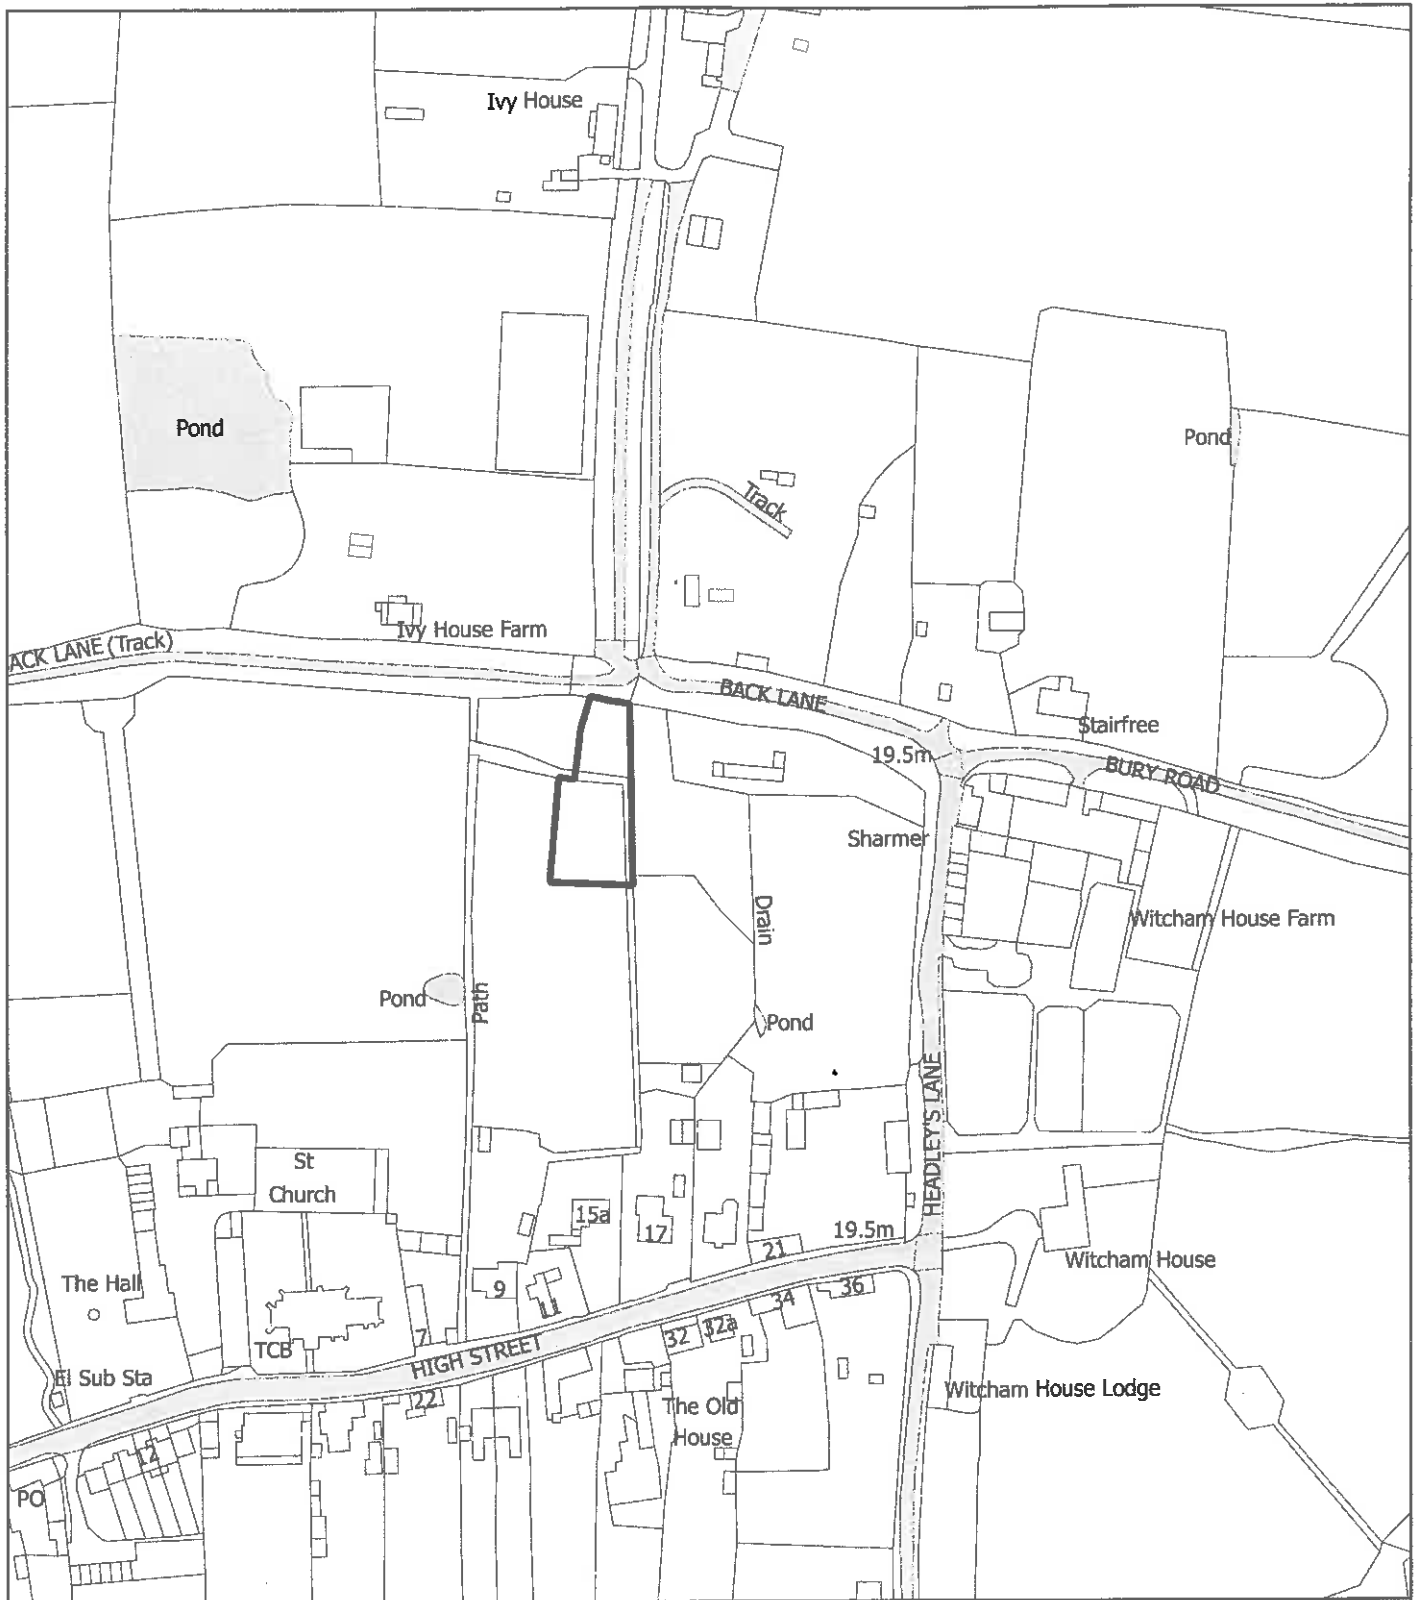 Ivy House
Pond
Pond
Track
Ivy House Farm
ACK LANE (Track)
BACK LANE
Stairfree
19.5m
BURY ROAD
Sharmer
Drain
Witcham House Farm
Pond
Path
Pond
HEADLEY'S LANE
St
Church
15a
17
19.5m
21
Witcham House
The Hall
9
11
36
34
7
32
32a
TCB
HIGH STREET
El Sub Sta
22
Witcham House Lodge
The Old
House
12
PO